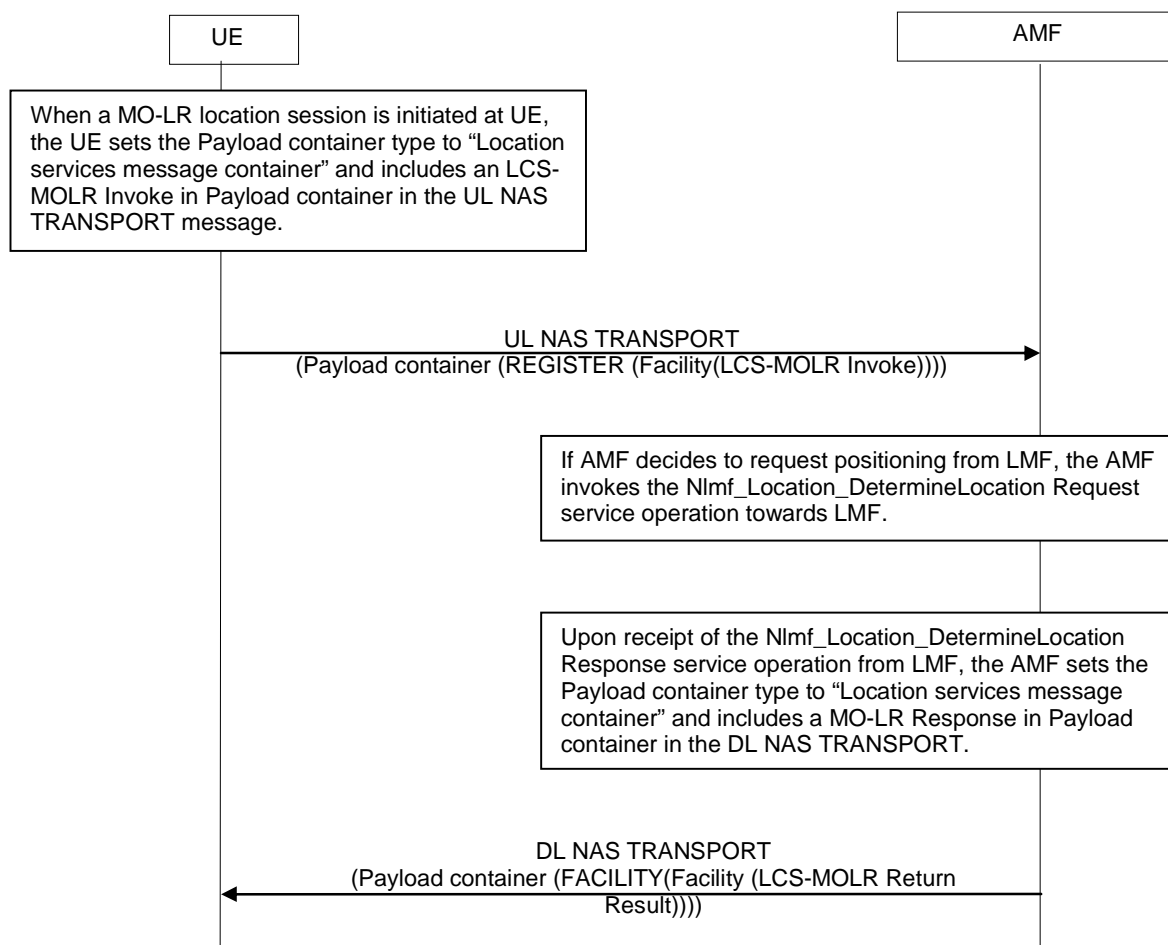 UE
AMF
When a MO-LR location session is initiated at UE,
the UE sets the Payload container type to “Location
services message container” and includes an LCS-
MOLR Invoke in Payload container in the UL NAS
TRANSPORT message.
UL NAS TRANSPORT
(Payload container (REGISTER (Facility(LCS-MOLR Invoke))))
If AMF decides to request positioning from LMF, the AMF
invokes the Nlmf_Location_DetermineLocation Request
service operation towards LMF.
Upon receipt of the Nlmf_Location_DetermineLocation
Response service operation from LMF, the AMF sets the
Payload container type to “Location services message
container” and includes a MO-LR Response in Payload
container in the DL NAS TRANSPORT.
DL NAS TRANSPORT
(Payload container (FACILITY(Facility (LCS-MOLR Return
Result))))